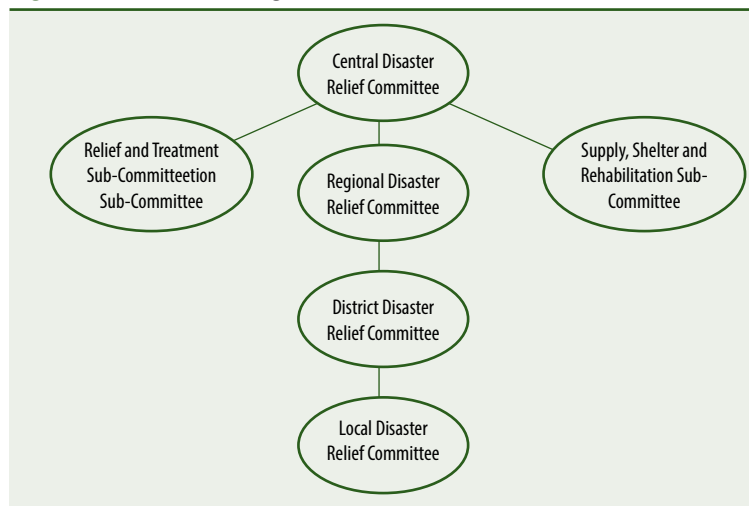 Central Disaster
Relief Committee
Relief and Treatment
Sub-Committeetion
Sub-Committee
Regional Disaster
Relief Committee
Supply, Shelter and
Rehabilitation Sub-
Committee
District Disaster
Relief Committee
Local Disaster
Relief Committee